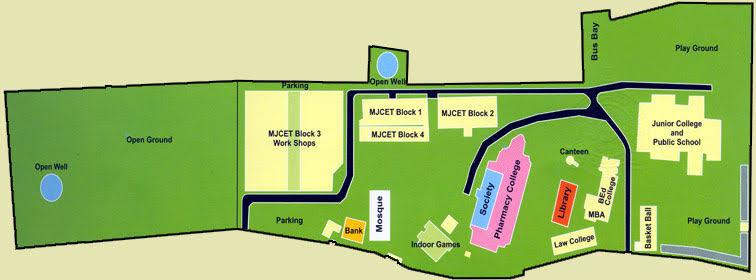 Bus Bay
Play Ground
Open Well
Parking
MJCET Block 1
MJCET Block 2
MJCET Block 3
Work Shops
MJCET Block 4
Junior College
and
Public School
Open Ground
Canteen
Open Well
Society
Pharmacy College
Library
BEd
College
MBA
Parking
Mosque
Bank
Indoor Games
Law College
Basket Ball
Play Ground